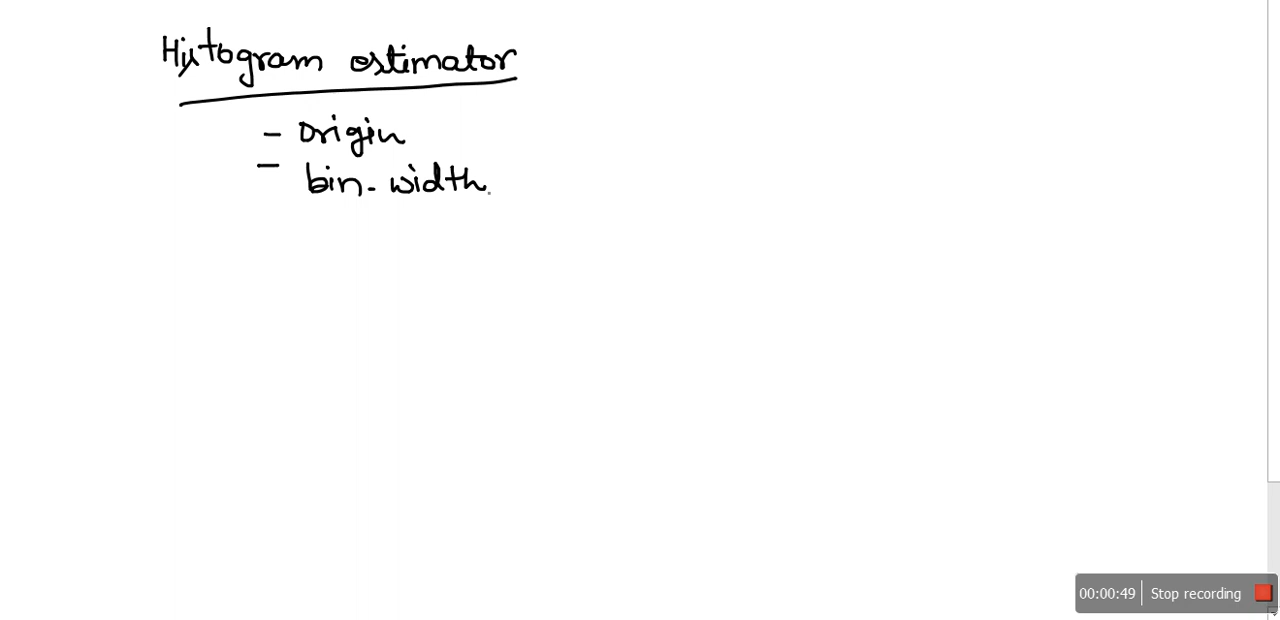 Histogram estimator
- origin
- bin-width.
00:00:49 Stop recording